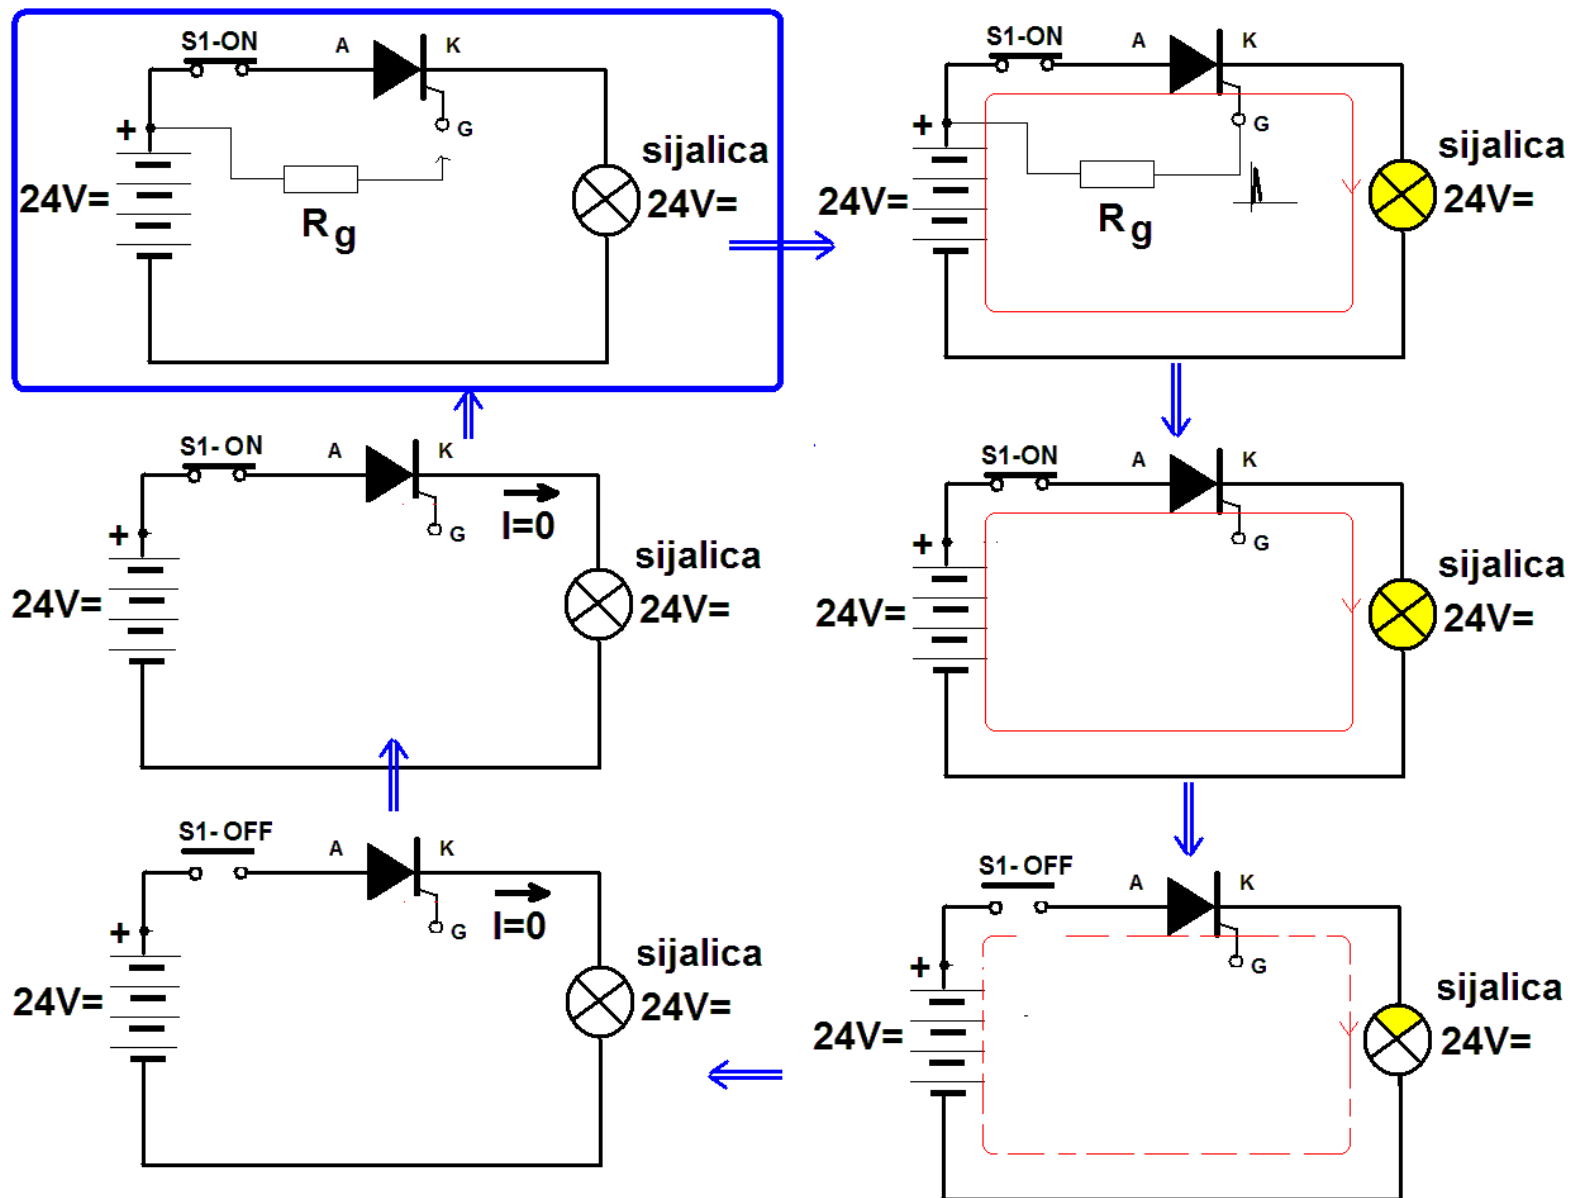 S1-ON
A
K
G
+
24V=
Rg
sijalica
24V=
S1-ON
A
K
G
+
24V=
Rg
sijalica
24V=
S1- ON
A
K
G
I=0
+
24V=
sijalica
24V=
S1-ON
A
K
G
+
24V=
sijalica
24V=
S1- OFF
A
K
G
I=0
+
24V=
sijalica
24V=
S1- OFF
A
K
G
+
24V=
sijalica
24V=